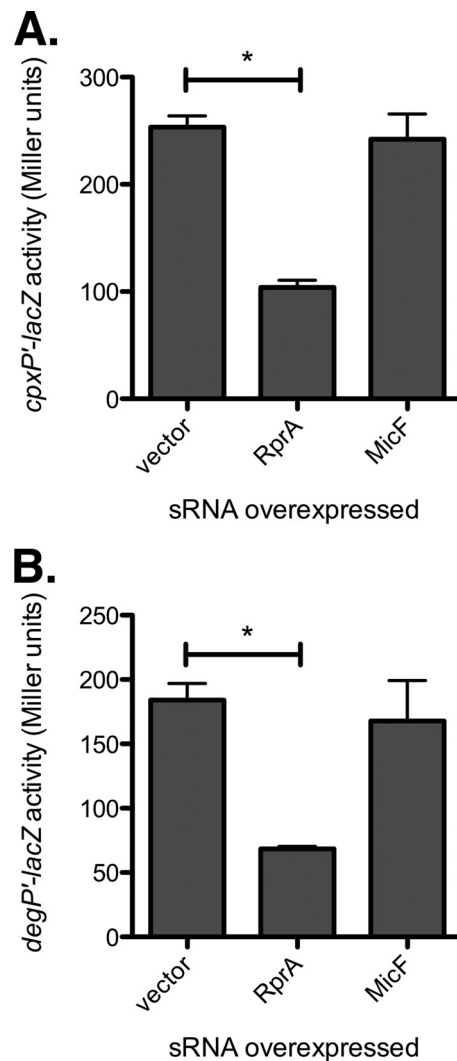 A.
*
cpxP'-lacZ activity (Miller units)
300
200
100
0
vector
RprA
MicF
sRNA overexpressed
B.
*
degP'-lacZ activity (Miller units)
250
200
150
100
50
0
vector
RprA
MicF
sRNA overexpressed